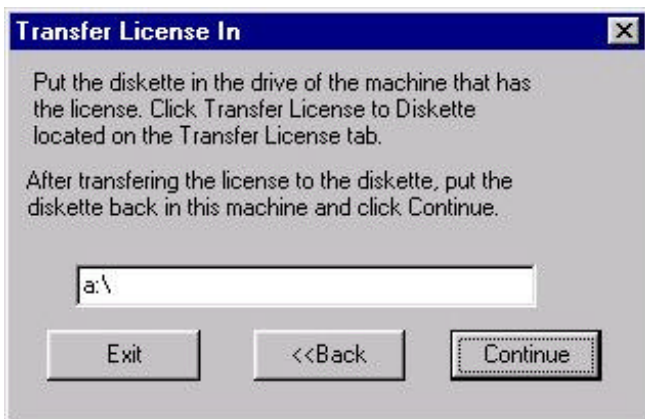 Transfer License In
Put the diskette in the drive of the machine that has
the license. Click Transfer License to Diskette
located on the Transfer License tab.
After transfering the license to the diskette, put the
diskette back in this machine and click Continue.
a:\
Exit
<<Back
Continue